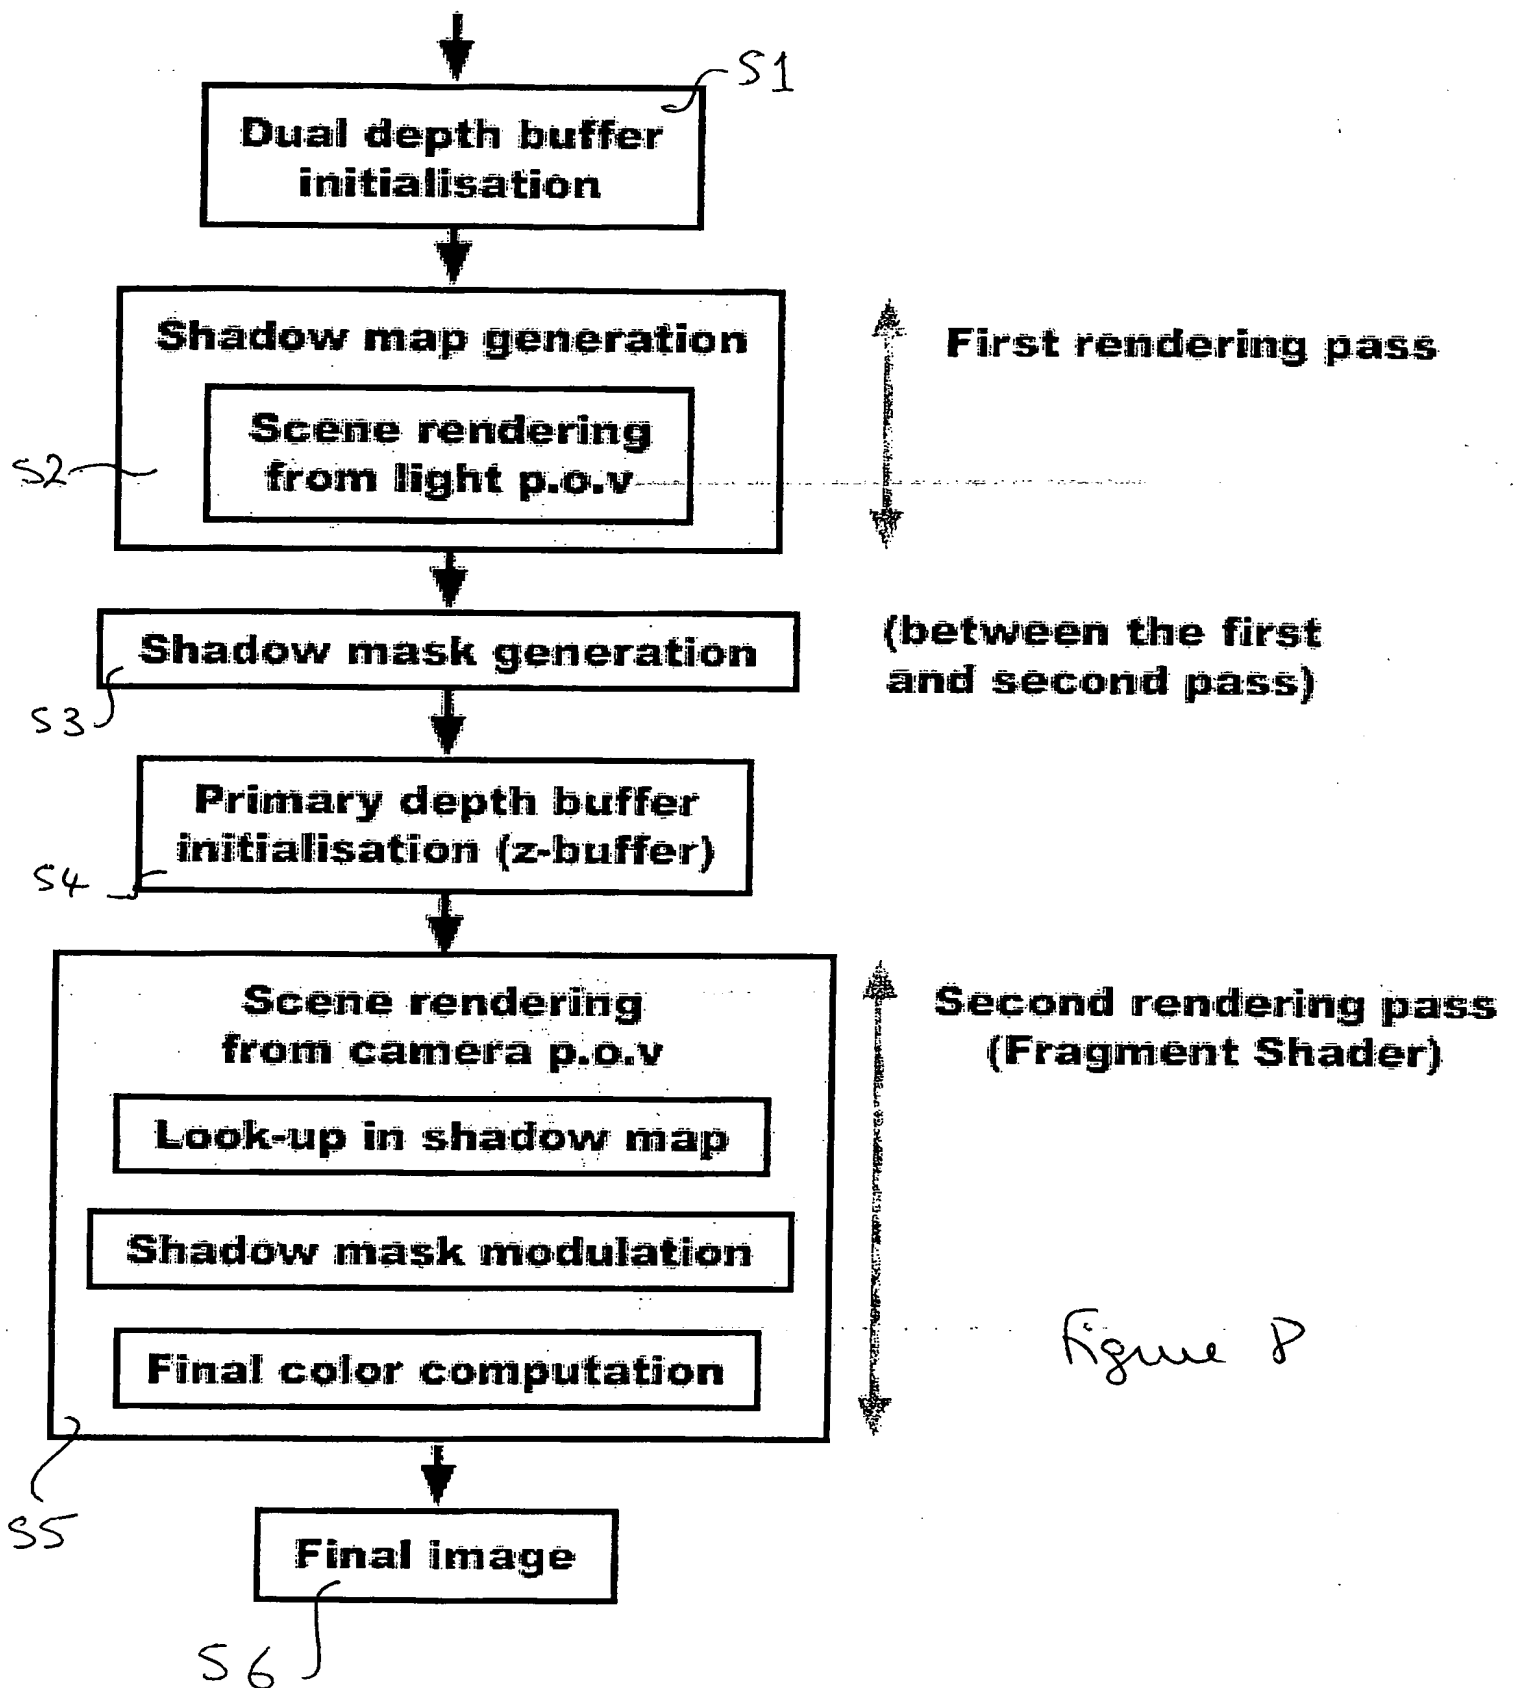 S1
Dual depth buffer
initialisation
Shadow map generation
First rendering pass
Scene rendering
from light p.o.v
S2
Shadow mask generation
(between the first
and second pass)
S3
Primary depth buffer
initialisation (z-buffer)
S4
Scene rendering
from camera p.o.v
Second rendering pass
(Fragment Shader)
Look-up in shadow map
Shadow mask modulation
Final color computation
Figure 8
S5
Final image
S6